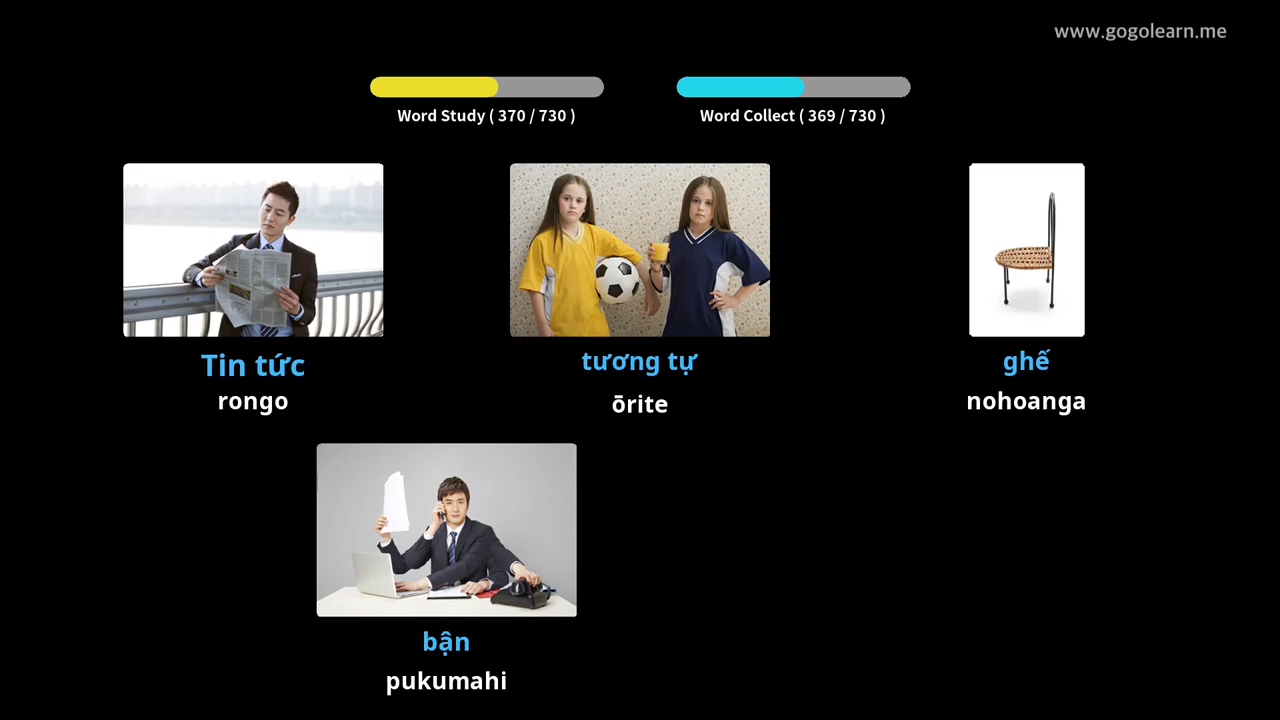 www.gogolearn.me
Word Study ( 370 / 730 )
Word Collect ( 369 / 730 )
Tin tức
rongo
tương tự
ōrite
ghế
nohoanga
bận
pukumahi